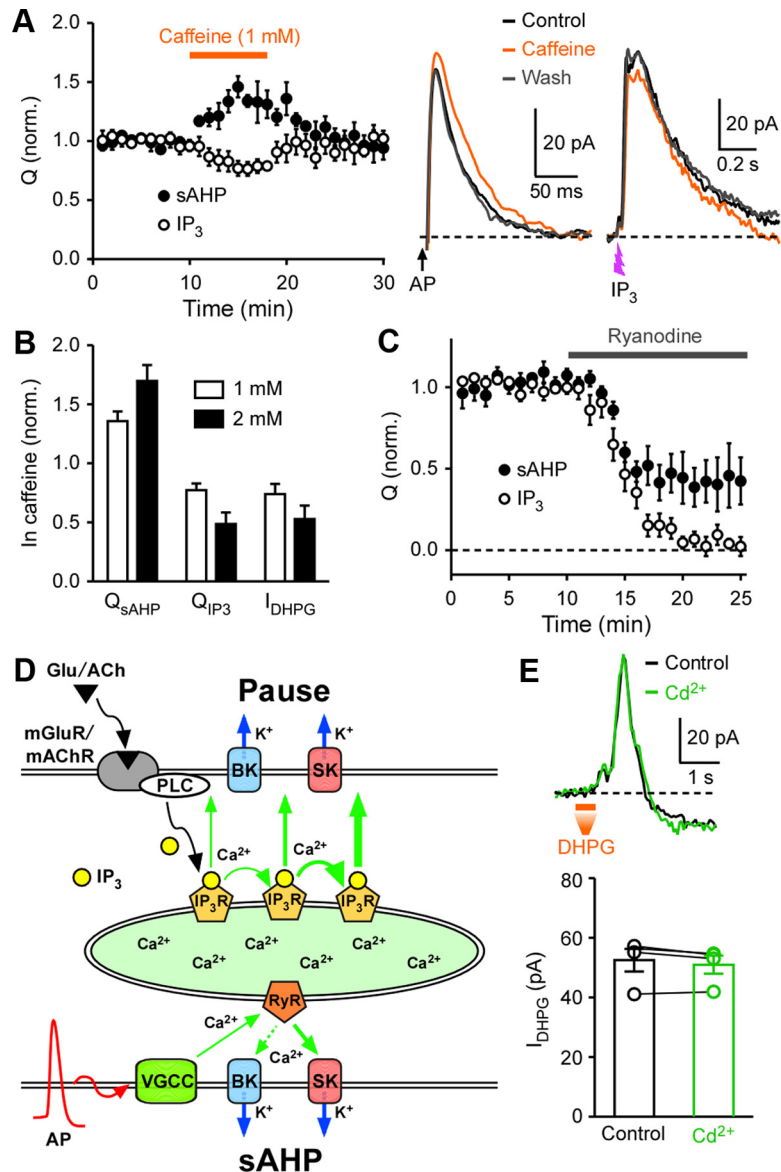 A
Caffeine (1 mM)
Q (norm.)
2.0
1.5
1.0
0.5
0.0
sAHP
IP3
0
10
20
30
Time (min)
Control
Caffeine
Wash
20 pA
50 ms
AP
20 pA
0.2 s
IP3
B
In caffeine (norm.)
2.0
1.5
1.0
0.5
0.0
1 mM
2 mM
QsAHP
QIP3
IDHPG
C
Ryanodine
Q (norm.)
1.0
0.5
0.0
sAHP
IP3
0
5
10
15
20
25
Time (min)
D
Glu/ACh
Pause
mGluR/
mAChR
K+
K+
BK
SK
PLC
Ca2+
Ca2+
IP3
IP3R
IP3R
IP3R
Ca2+
Ca2+
Ca2+
Ca2+
Ca2+
Ca2+
Ca2+
Ca2+
RyR
Ca2+
Ca2+
VGCC
BK
SK
K+
K+
AP
sAHP
E
Control
Cd2+
20 pA
1 s
DHPG
IDHPG (pA)
80
60
40
20
0
Control
Cd2+